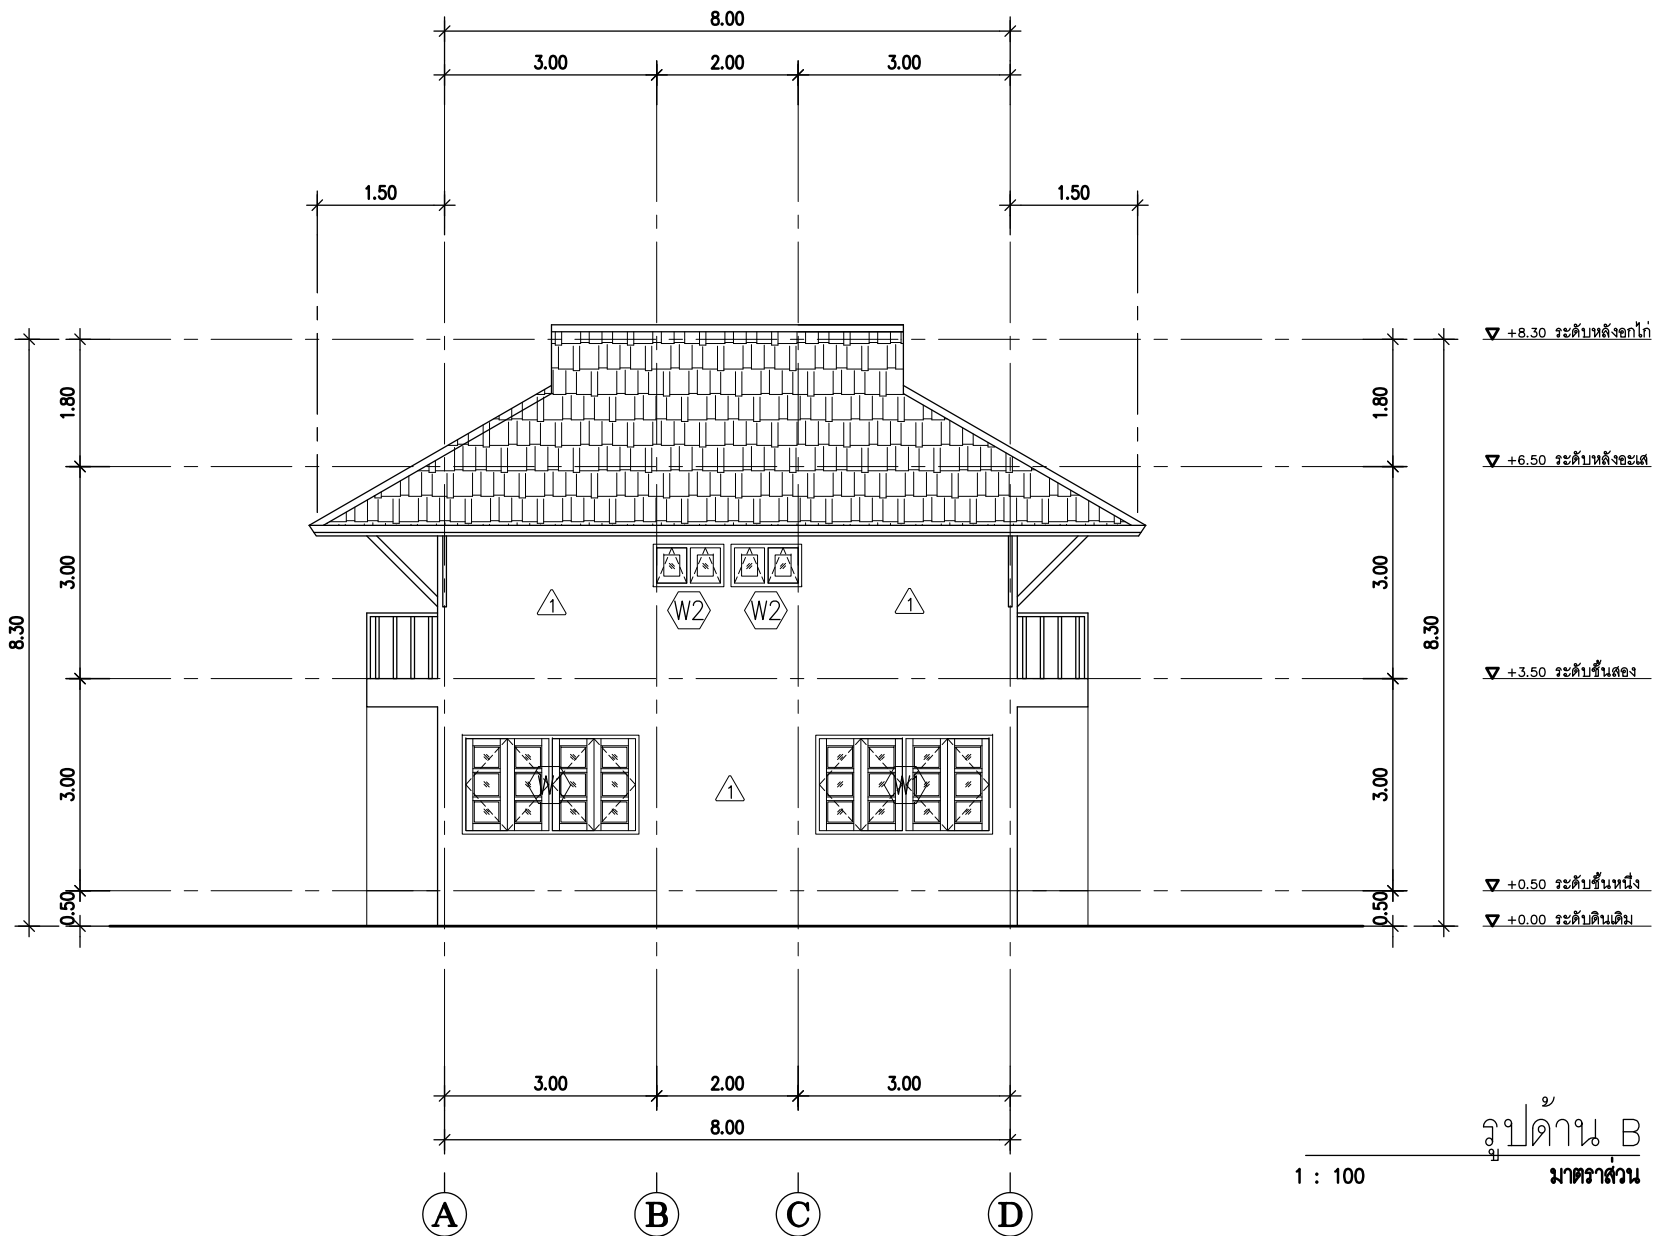 8.00
3.00 2.00 3.00
1.50 1.50
+8.30 ระดับหลังอกไก่
1.80 1.80
+6.50 ระดับหลังอะเส
3.00 3.00
1 W2 W2 1
8.30 8.30
+3.50 ระดับชั้นสอง
3.00 W 1 W 3.00
+0.50 ระดับชั้นหนึ่ง
0.50 0.50
+0.00 ระดับดินเดิม
3.00 2.00 3.00
8.00
รูปด้าน B
1 : 100 มาตราส่วน
A B C D